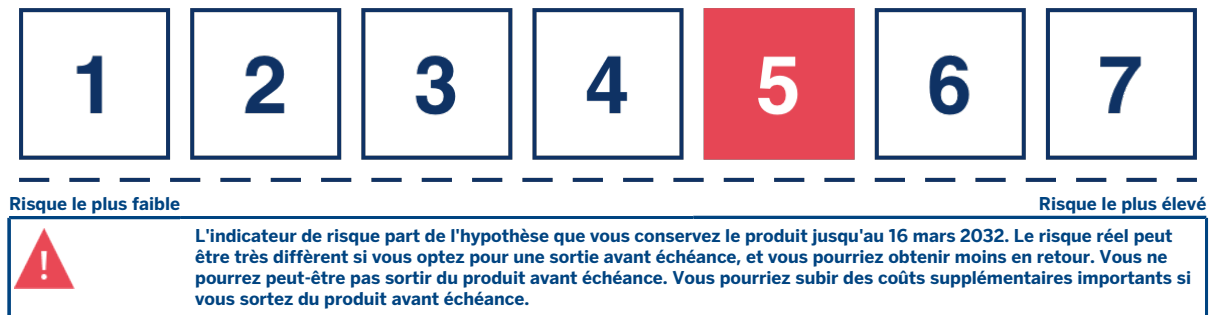 1 2 3 4 5 6 7
Risque le plus faible Risque le plus élevé
!
L'indicateur de risque part de l'hypothèse que vous conservez le produit jusqu'au 16 mars 2032. Le risque réel peut
être très diffèrent si vous optez pour une sortie avant échéance, et vous pourriez obtenir moins en retour. Vous ne
pourrez peut-être pas sortir du produit avant échéance. Vous pourriez subir des coûts supplémentaires importants si
vous sortez du produit avant échéance.